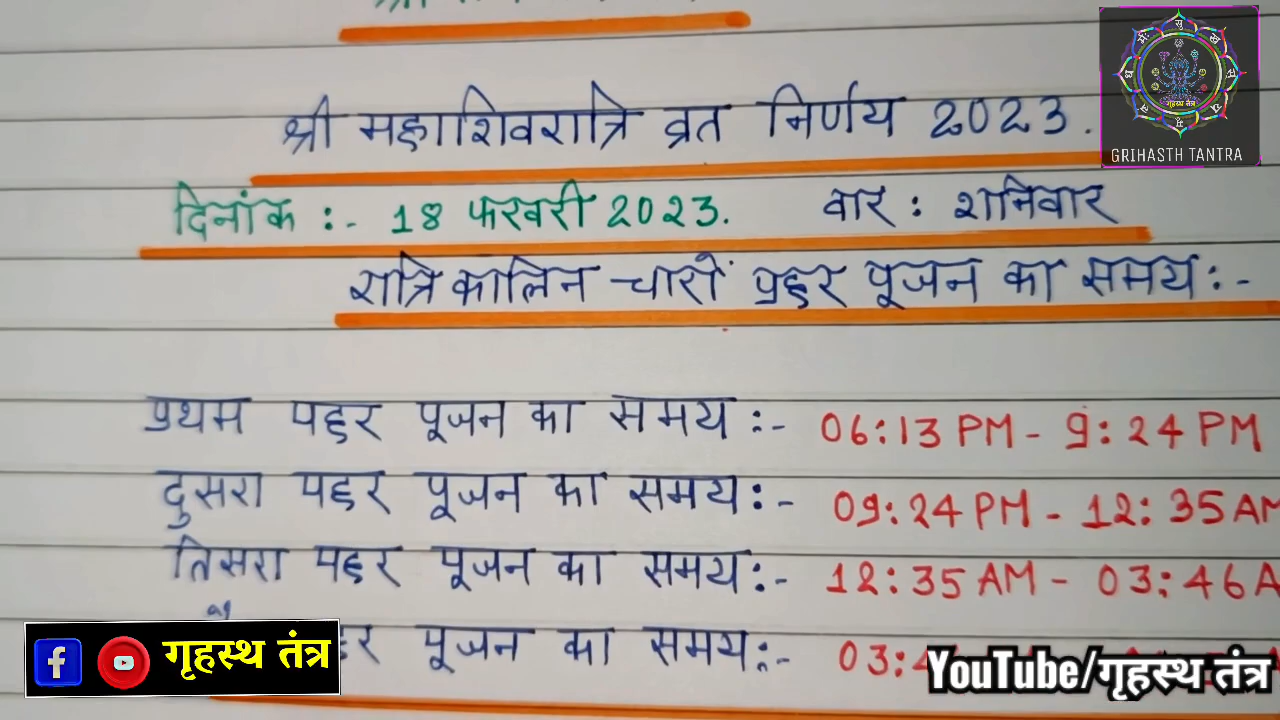 श्री महाशिवरात्रि व्रत निर्णय 2023.
GRIHASTH TANTRA
दिनांक :- 18 फरवरी 2023. वार : शनिवार
रात्रि कालिन चारों प्रहर पूजन का समय :-
प्रथम पहर पूजन का समय :- 06:13 PM - 9:24 PM
दुसरा पहर पूजन का समय :- 09:24 PM - 12:35 AM
तिसरा पहर पूजन का समय :- 12:35 AM - 03:46 A
पूजन का समय :- 03:4
गृहस्थ तंत्र
YouTube/गृहस्थ तंत्र